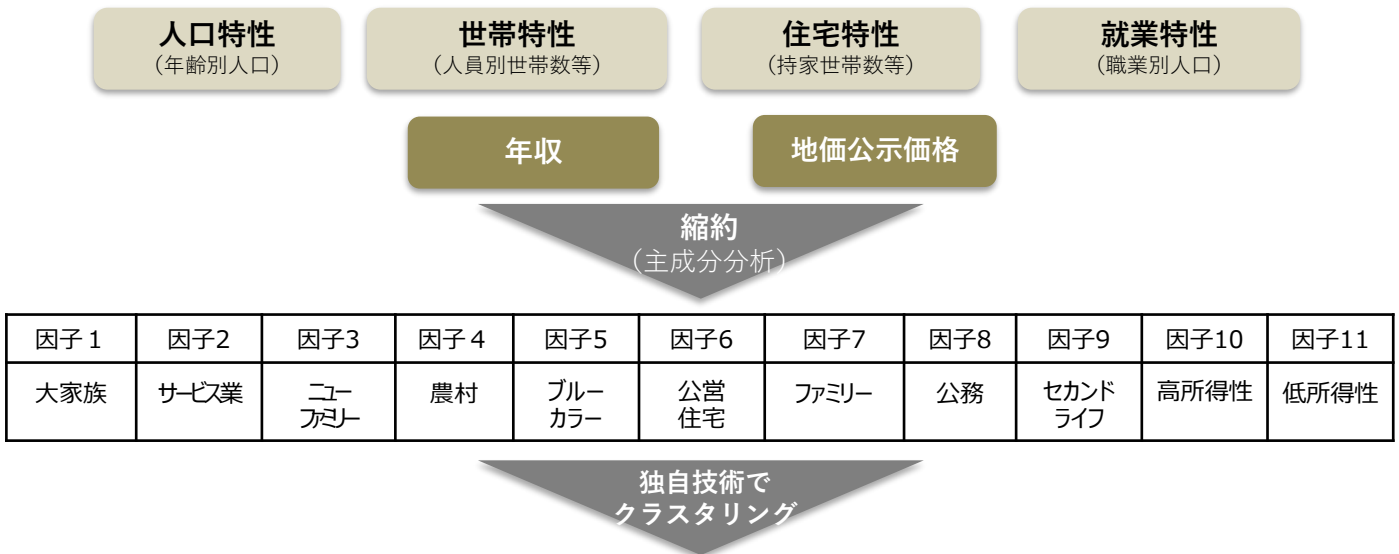 人口特性
（年齢別人口）
世帯特性
（人員別世帯数等）
住宅特性
（持家世帯数等）
就業特性
（職業別人口）
年収
地価公示価格
縮約
（主成分分析）
因子１ 因子2 因子3 因子４ 因子5 因子6 因子7 因子8 因子9 因子10 因子11
大家族
サービス業
ニュー
ファミリー
農村
ブルー
カラー
公営
住宅
ファミリー
公務
セカンド
ライフ
高所得性
低所得性
独自技術で
クラスタリング